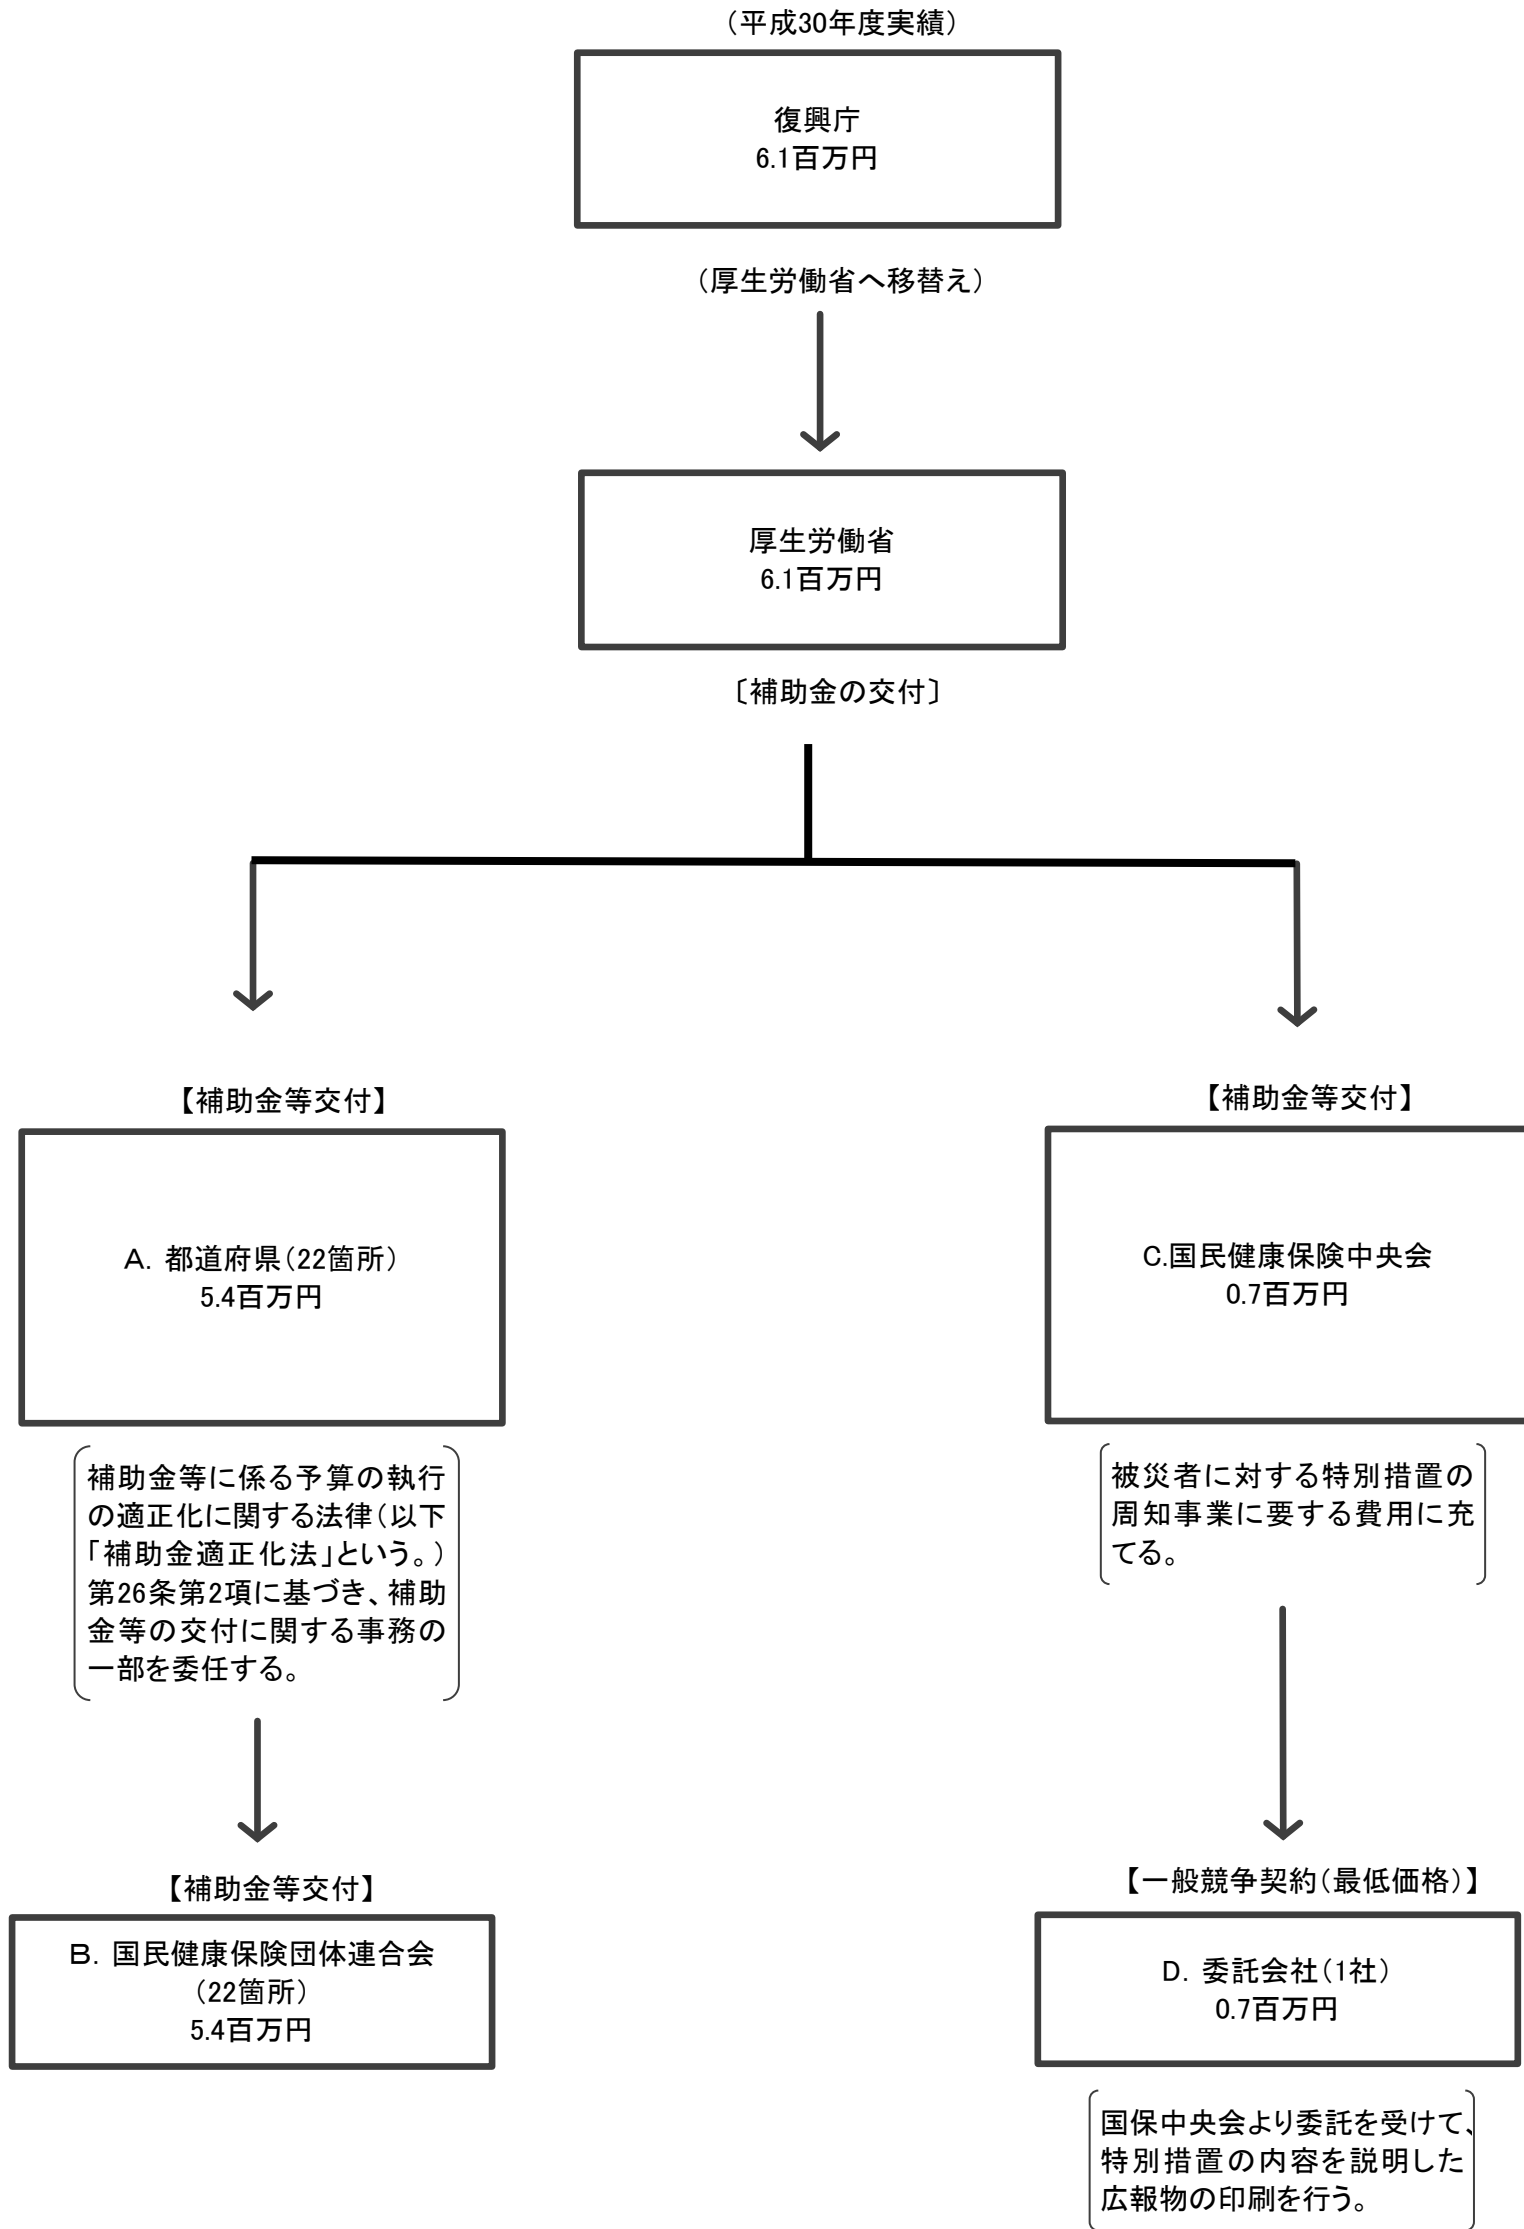 （平成30年度実績）
復興庁
6.1百万円
（厚生労働省へ移替え）
厚生労働省
6.1百万円
〔補助金の交付〕
【補助金等交付】
A．都道府県（22箇所）
5.4百万円
補助金等に係る予算の執行
の適正化に関する法律（以下
「補助金適正化法」という。）
第26条第2項に基づき、補助
金等の交付に関する事務の
一部を委任する。
【補助金等交付】
B．国民健康保険団体連合会
（22箇所）
5.4百万円
【補助金等交付】
C.国民健康保険中央会
0.7百万円
被災者に対する特別措置の
周知事業に要する費用に充
てる。
【一般競争契約（最低価格）】
D．委託会社（1社）
0.7百万円
国保中央会より委託を受けて、
特別措置の内容を説明した
広報物の印刷を行う。